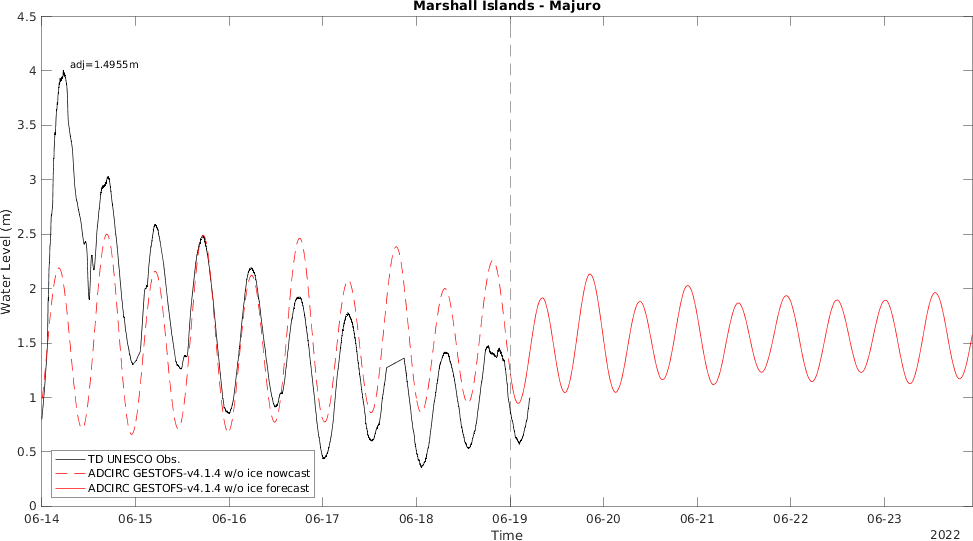 Marshall Islands - Majuro
adj=1.4955m
4.5
4
3.5
3
2.5
2
1.5
1
0.5
0
Water Level (m)
TD UNESCO Obs.
ADCIRC GESTOFS-v4.1.4 w/o ice nowcast
ADCIRC GESTOFS-v4.1.4 w/o ice forecast
06-14 06-15 06-16 06-17 06-18 06-19 06-20 06-21 06-22 06-23
Time
2022